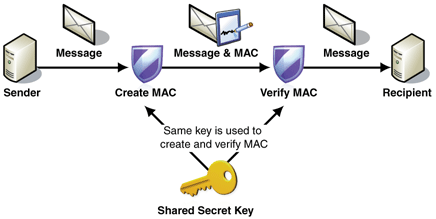 Message
Message & MAC
Message
Sender
Create MAC
Verify MAC
Recipient
Same key is used to
create and verify MAC
Shared Secret Key